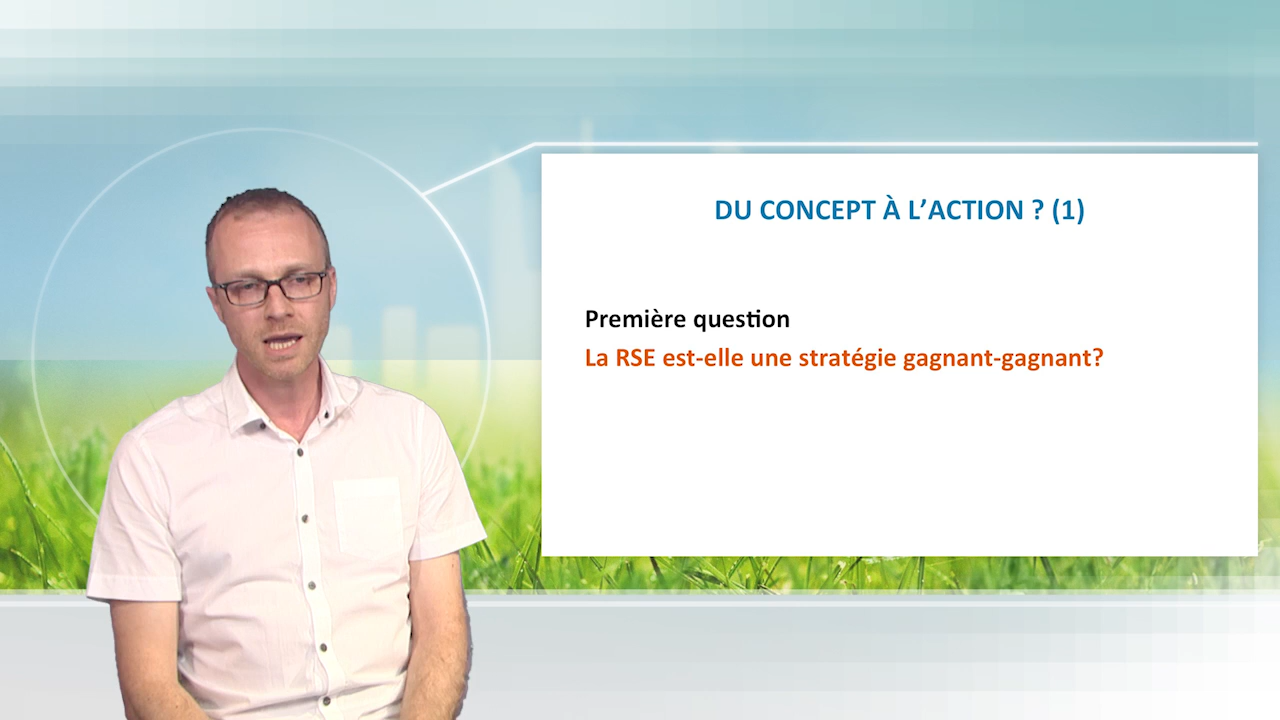 DU CONCEPT À L’ACTION ? (1)
Première question
La RSE est-elle une stratégie gagnant-gagnant?